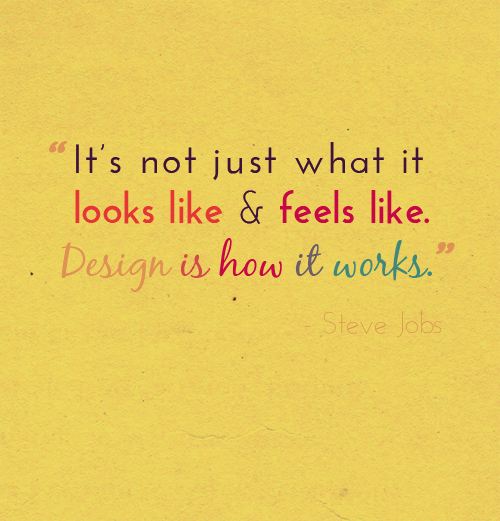 “It’s not just what it
looks like & feels like.
Design is how it works.”
- Steve Jobs